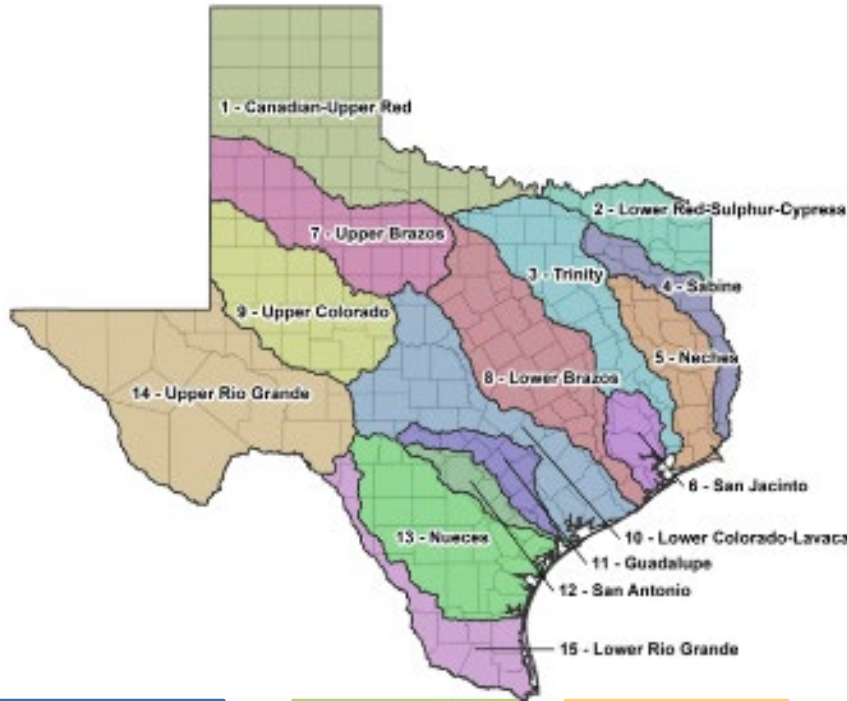 1 - Canadian-Upper Red
2 - Lower Red-Sulphur-Cypress
7 - Upper Brazos
3 - Trinity
4 - Sabine
9 - Upper Colorado
5 - Neches
8 - Lower Brazos
14 - Upper Rio Grande
6 - San Jacinto
13 - Nueces
10 - Lower Colorado-Lavaca
11 - Guadalupe
12 - San Antonio
15 - Lower Rio Grande